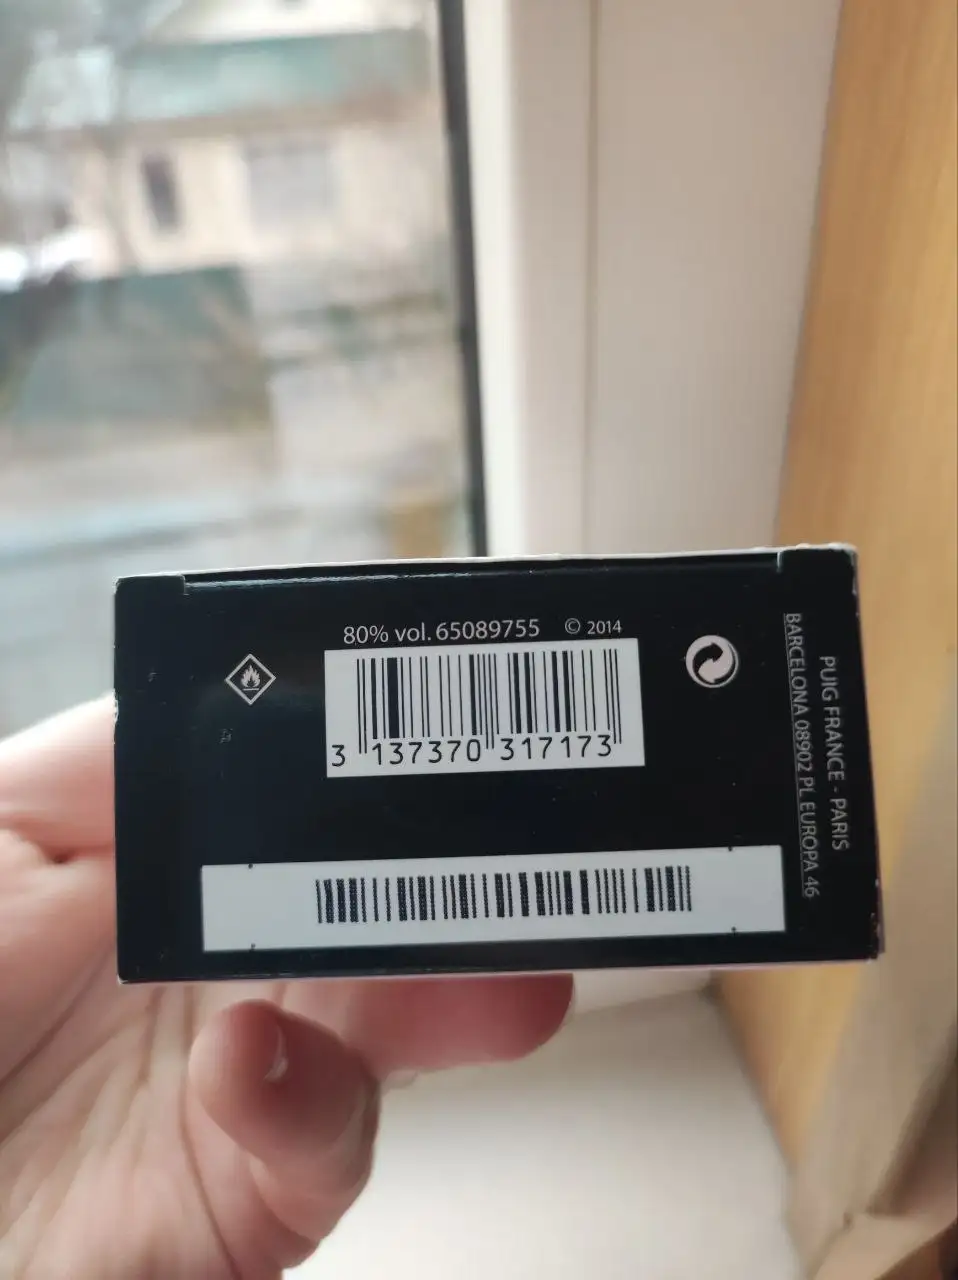 80% vol. 65089755 © 2014
3 137370 317173
PUIG FRANCE - PARIS
BARCELONA 08902 PL EUROPA 46